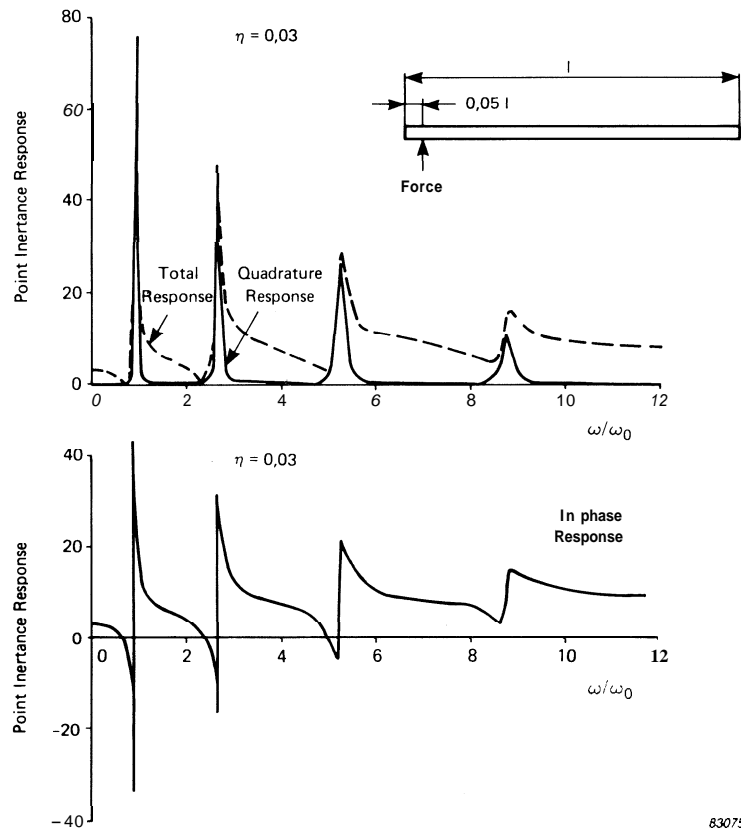 80
η = 0,03
60
40
20
0
Point Inertance Response
Total
Response
Quadrature
Response
l
0,05 l
Force
0 2 4 6 8 10 12
ω/ω₀
40
η = 0,03
20
0
-20
-40
Point Inertance Response
In phase
Response
0 2 4 6 8 10 12
ω/ω₀